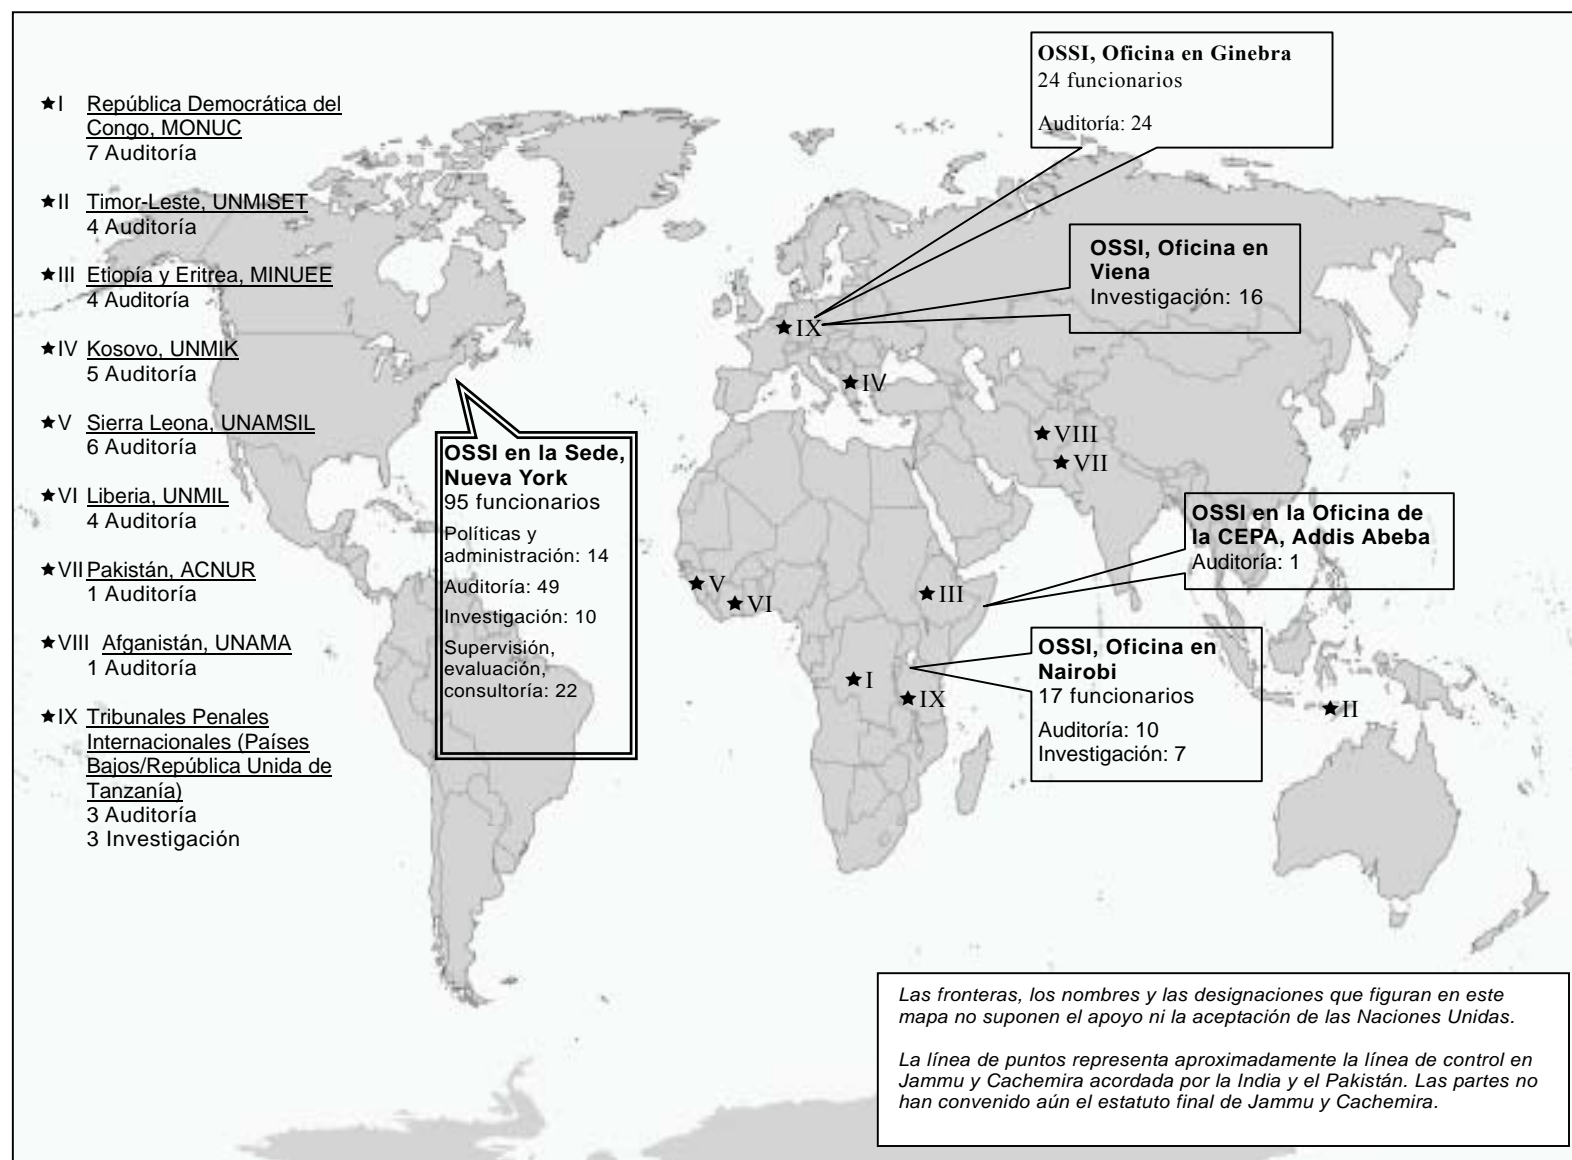 ★I República Democrática del
Congo, MONUC
7 Auditoría
★II Timor-Leste, UNMISET
4 Auditoría
★III Etiopía y Eritrea, MINUEE
4 Auditoría
★IV Kosovo, UNMIK
5 Auditoría
★V Sierra Leona, UNAMSIL
6 Auditoría
★VI Liberia, UNMIL
4 Auditoría
★VII Pakistán, ACNUR
1 Auditoría
★VIII Afganistán, UNAMA
1 Auditoría
★IX Tribunales Penales
Internacionales (Países
Bajos/República Unida de
Tanzanía)
3 Auditoría
3 Investigación
OSSI en la Sede,
Nueva York
95 funcionarios
Políticas y
administración: 14
Auditoría: 49
Investigación: 10
Supervisión,
evaluación,
consultoría: 22
OSSI, Oficina en Ginebra
24 funcionarios
Auditoría: 24
OSSI, Oficina en
Viena
Investigación: 16
★IX
★IV
★VIII
★VII
OSSI en la Oficina de
la CEPA, Addis Abeba
Auditoría: 1
★V
★VI
★III
OSSI, Oficina en
Nairobi
17 funcionarios
Auditoría: 10
Investigación: 7
★I
★IX
★II
Las fronteras, los nombres y las designaciones que figuran en este
mapa no suponen el apoyo ni la aceptación de las Naciones Unidas.
La línea de puntos representa aproximadamente la línea de control en
Jammu y Cachemira acordada por la India y el Pakistán. Las partes no
han convenido aún el estatuto final de Jammu y Cachemira.